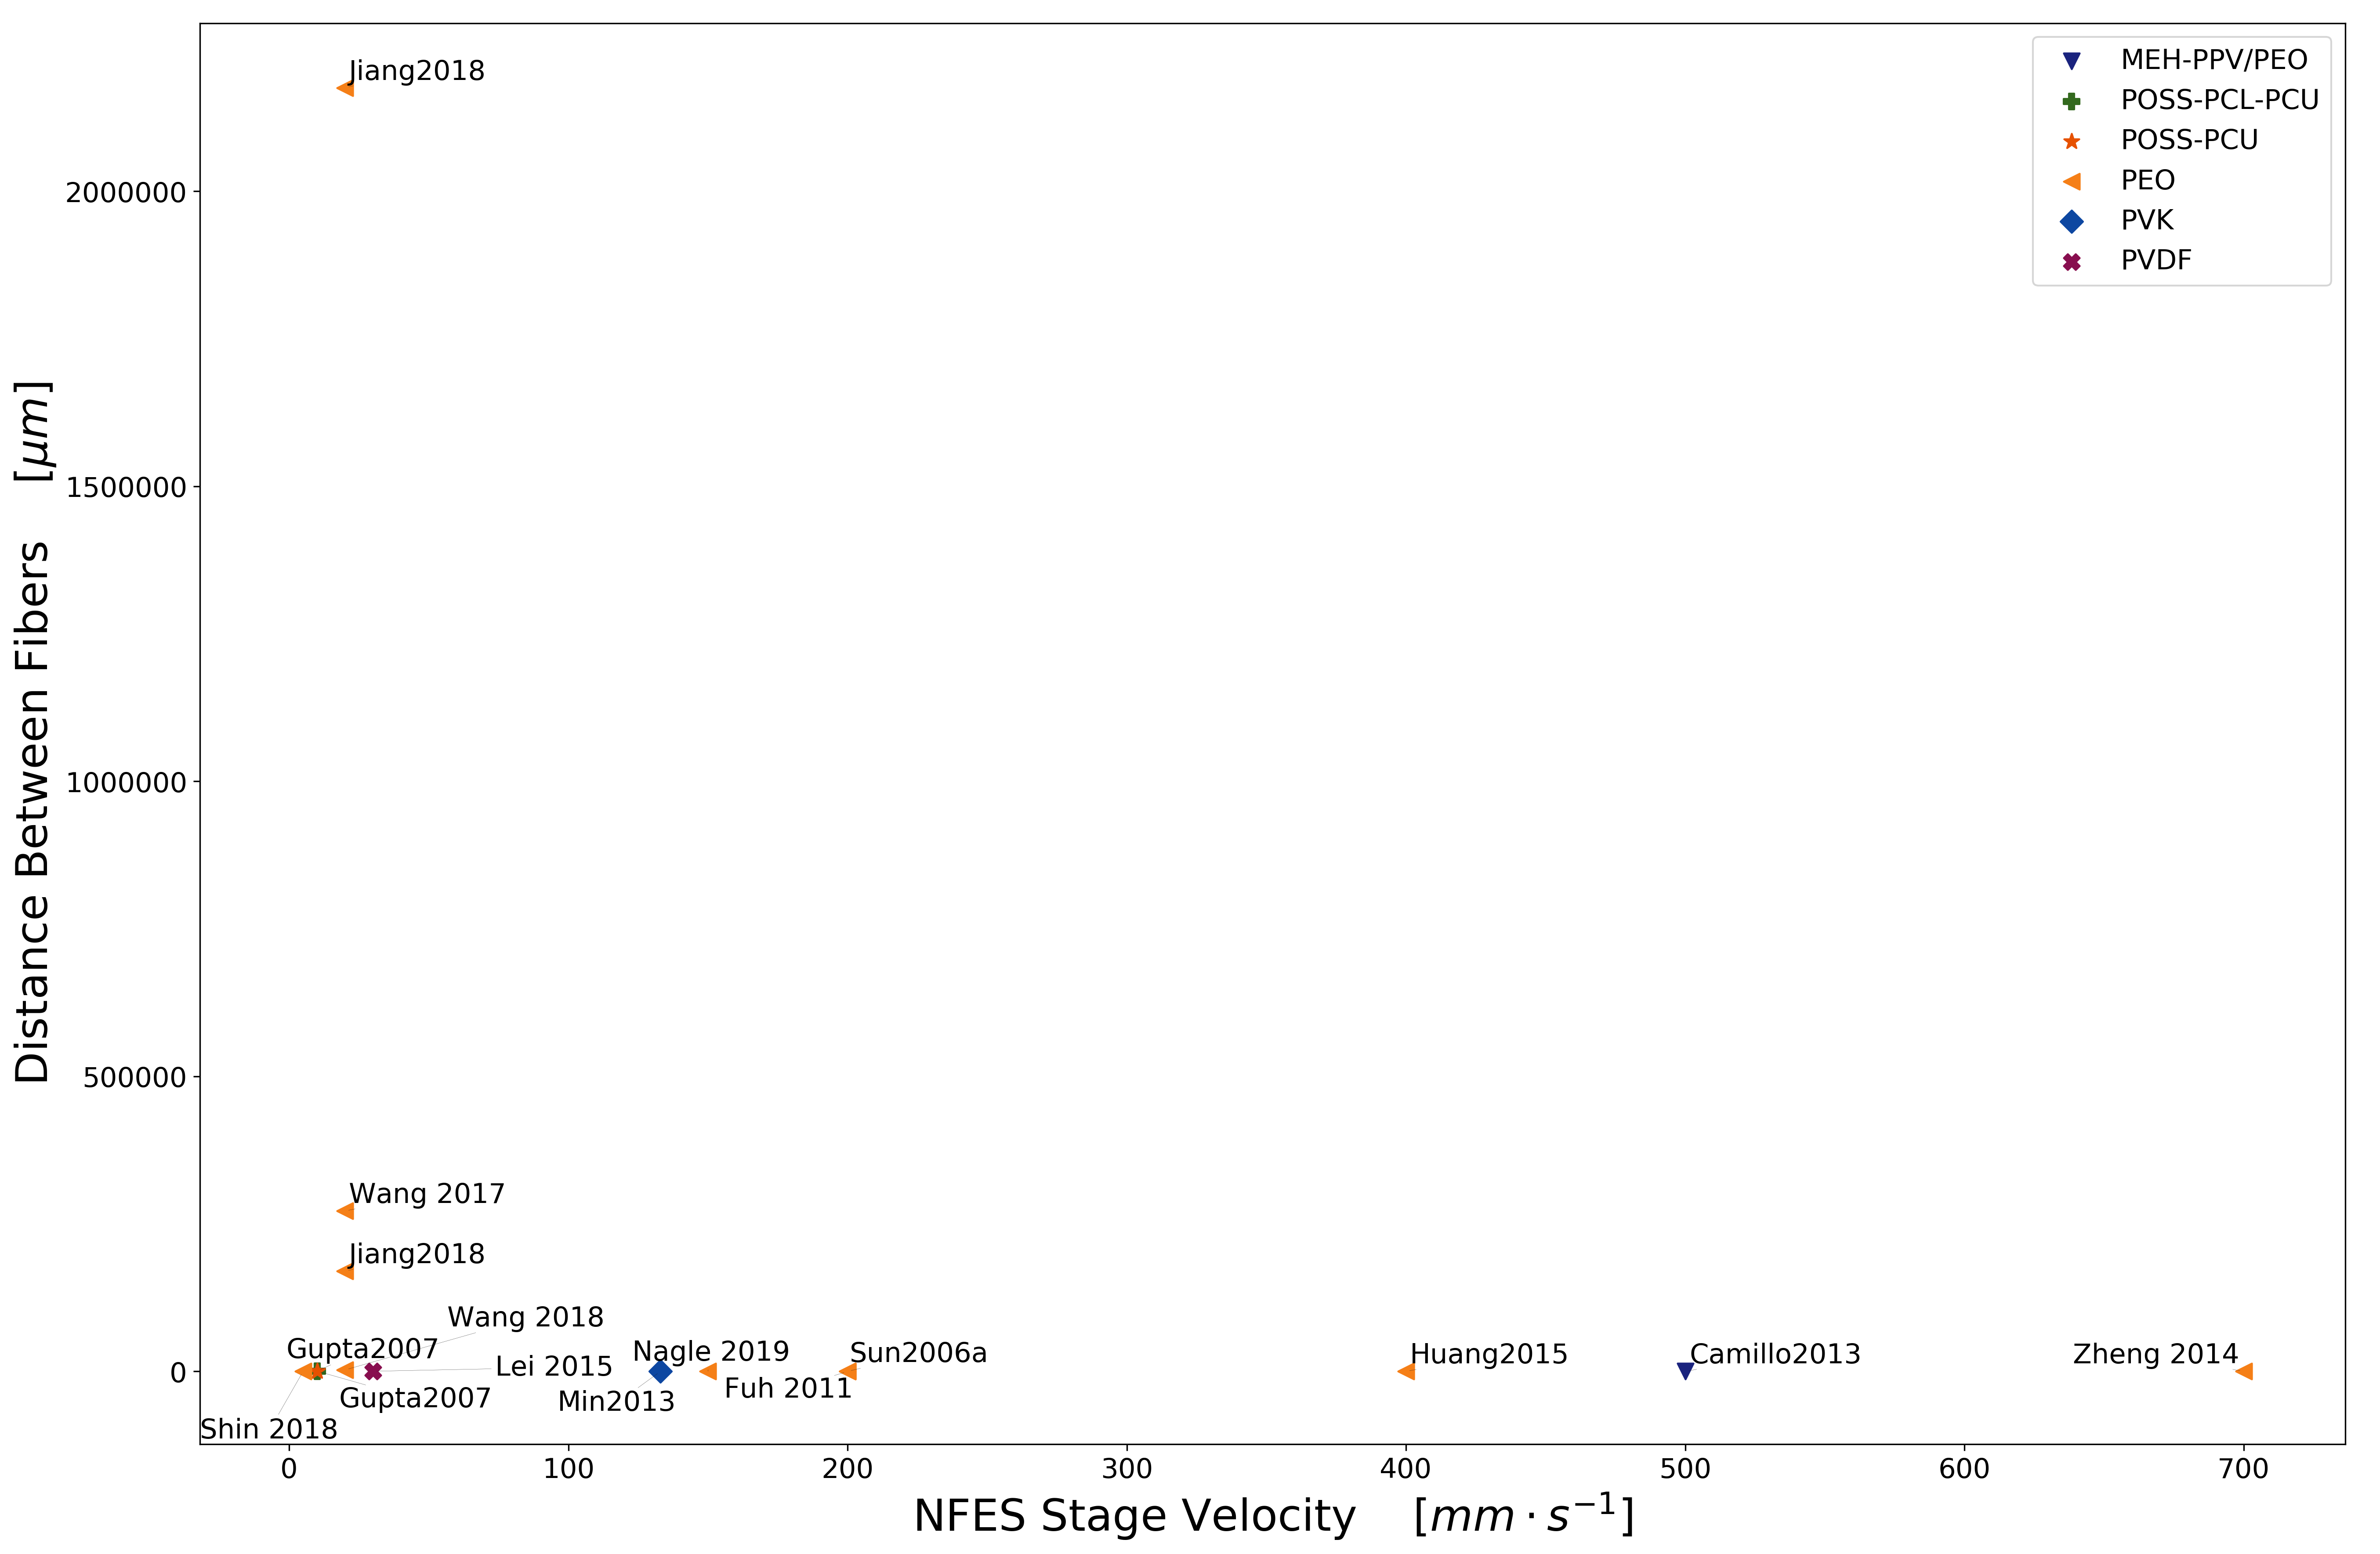 Jiang2018
MEH-PPV/PEO
POSS-PCL-PCU
POSS-PCU
PEO
PVK
PVDF
2000000
1500000
1000000
500000
0
Distance Between Fibers [μm]
Wang 2017
Jiang2018
Wang 2018
Gupta2007
Lei 2015
Gupta2007
Shin 2018
Nagle 2019
Min2013
Fuh 2011
Sun2006a
Huang2015
Camillo2013
Zheng 2014
0 100 200 300 400 500 600 700
NFES Stage Velocity [mm · s⁻¹]